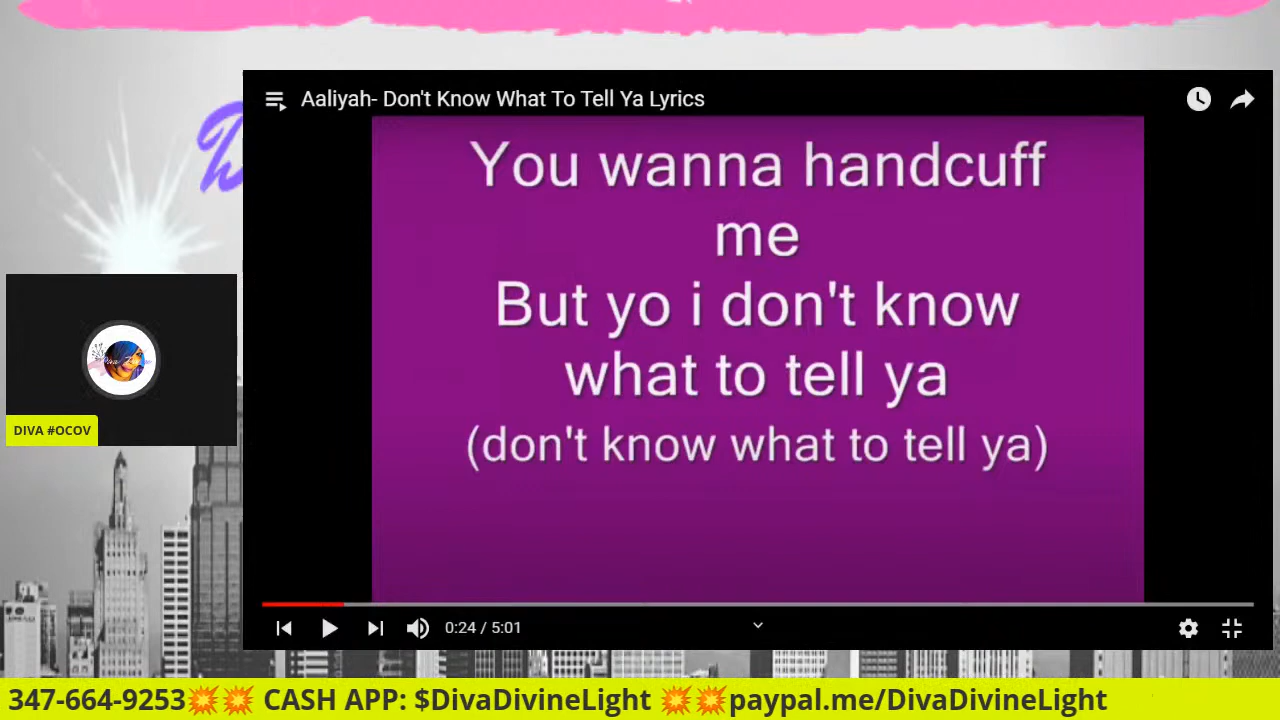 Aaliyah- Don't Know What To Tell Ya Lyrics
You wanna handcuff
me
But yo i don't know
what to tell ya
(don't know what to tell ya)
DIVA #OCOV
0:24 / 5:01
347-664-9253💥💥 CASH APP: $DivaDivineLight 💥💥paypal.me/DivaDivineLight